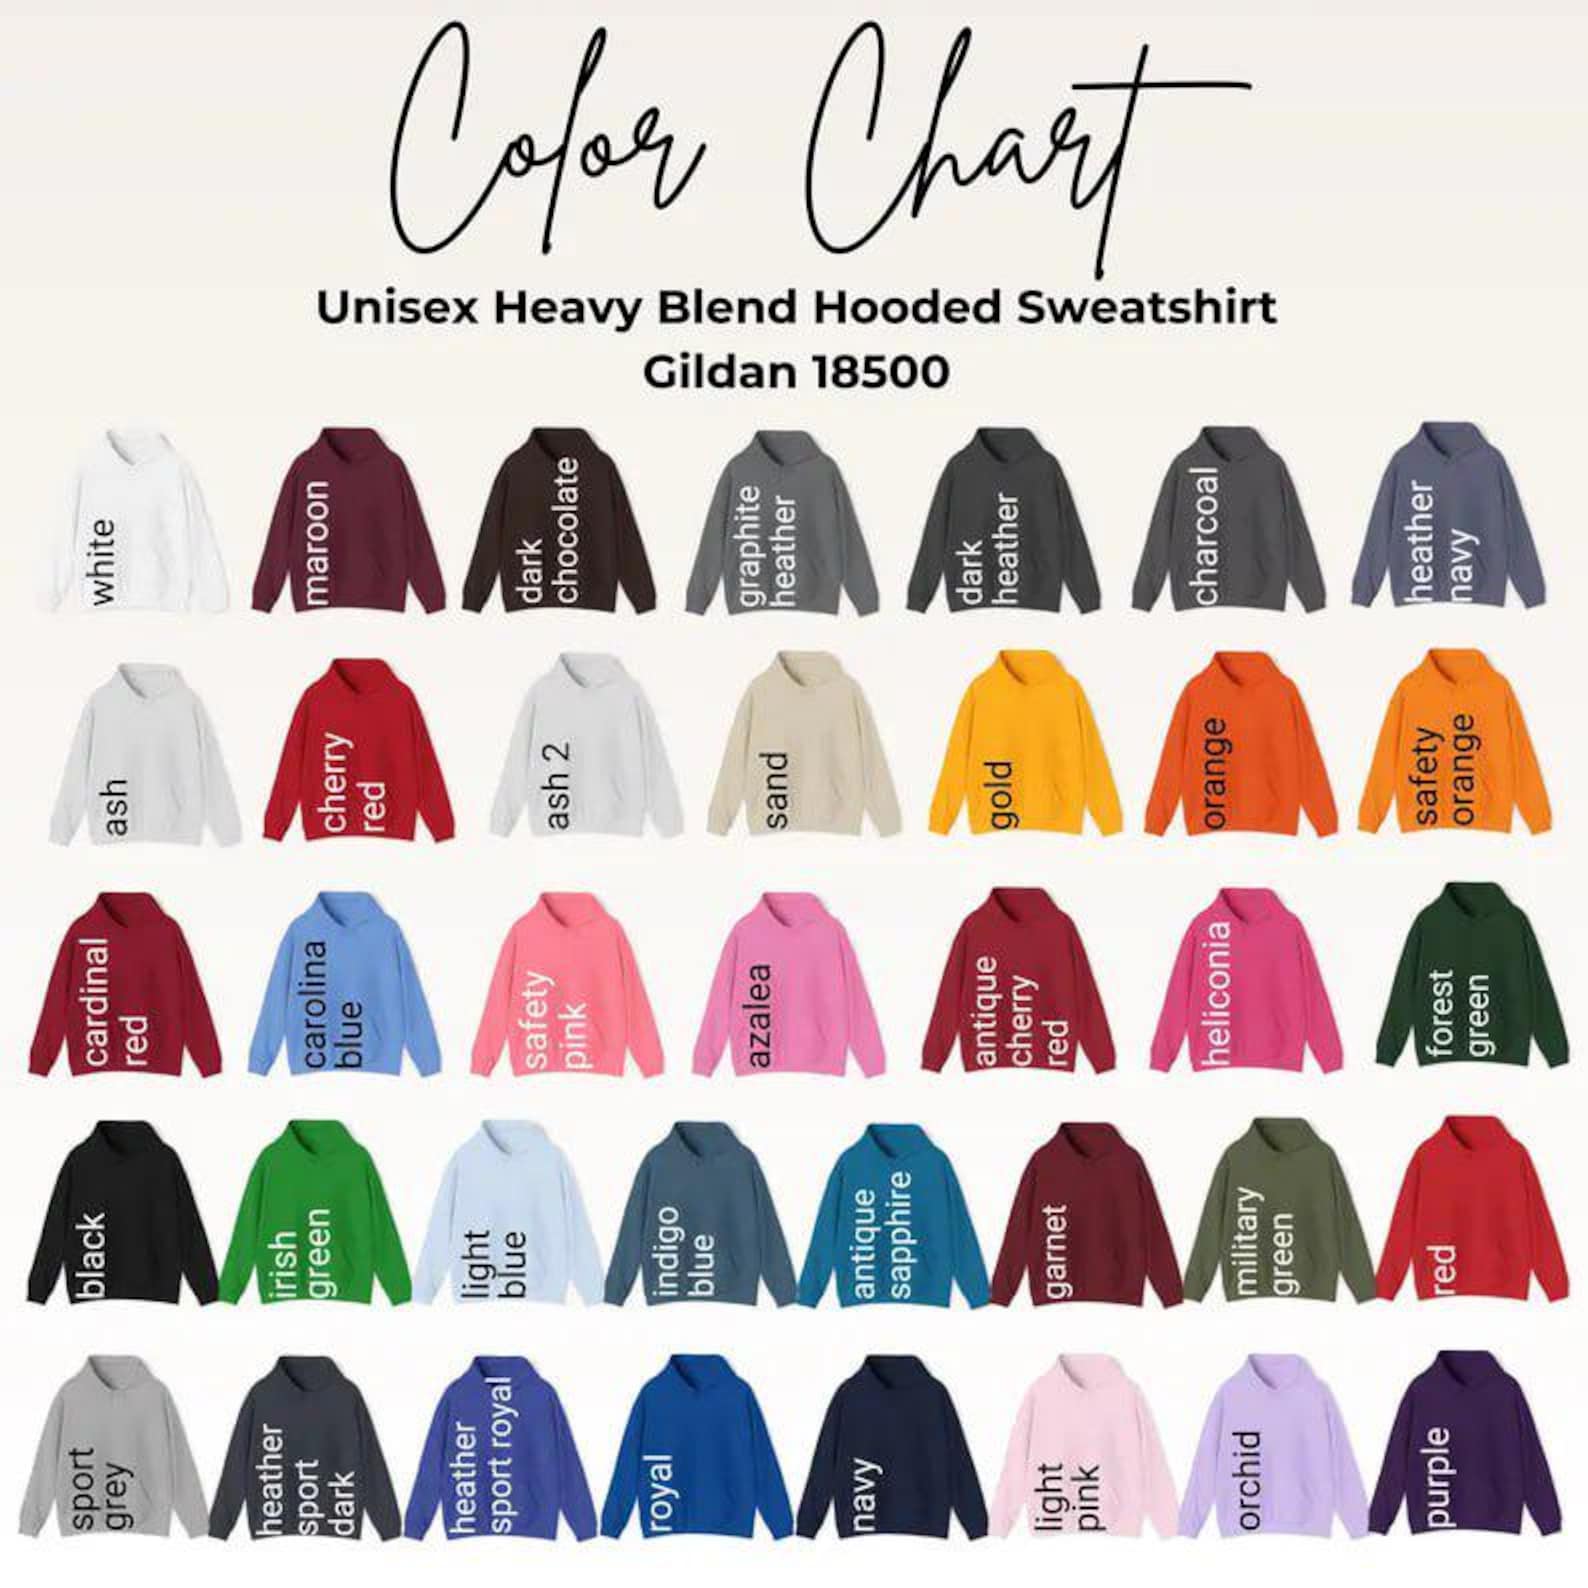 Color Chart
Unisex Heavy Blend Hooded Sweatshirt
Gildan 18500
white
maroon
dark
chocolate
graphite
heather
dark
heather
charcoal
heather
navy
ash
cherry
red
ash 2
sand
gold
orange
safety
orange
cardinal
red
carolina
blue
safety
pink
azalea
antique
cherry
red
heliconia
forest
green
black
irish
green
light
blue
indigo
blue
antique
sapphire
garnet
military
green
red
sport
grey
heather
sport
dark
heather
sport royal
royal
navy
light
pink
orchid
purple